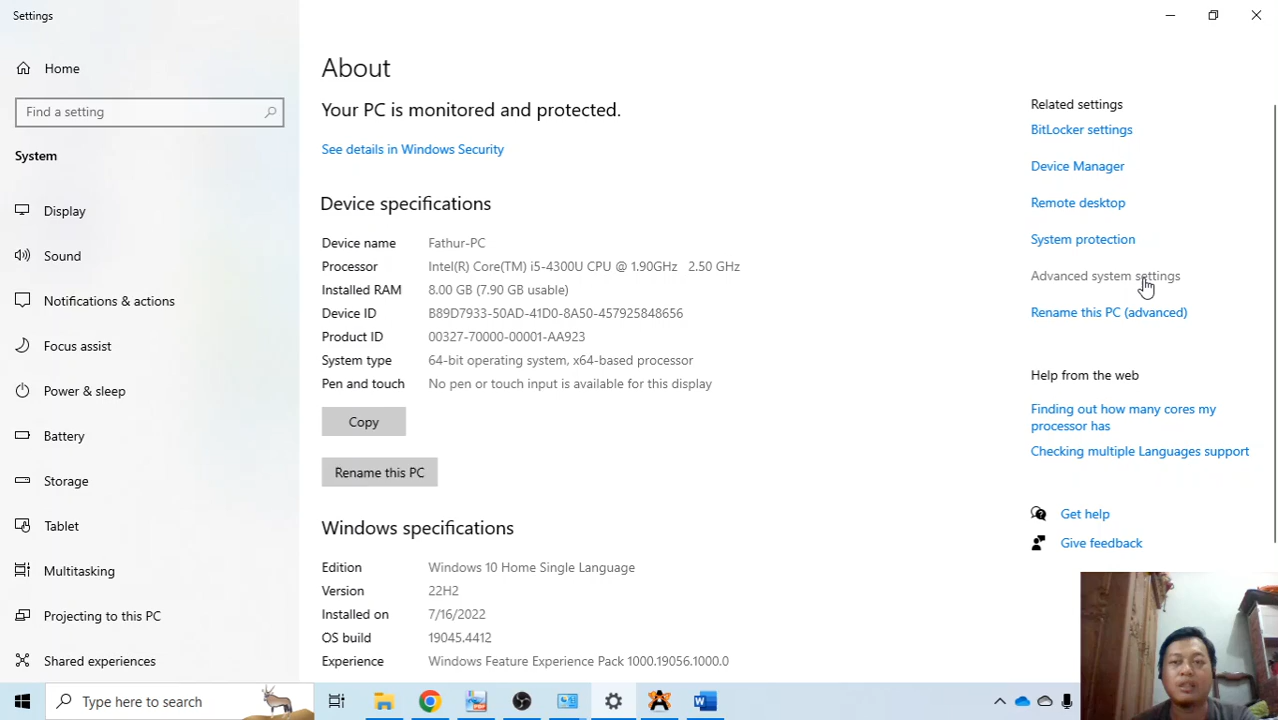 Settings
Home
Find a setting
System
Display
Sound
Notifications & actions
Focus assist
Power & sleep
Battery
Storage
Tablet
Multitasking
Projecting to this PC
Shared experiences
About
Your PC is monitored and protected.
See details in Windows Security
Device specifications
Device name Fathur-PC
Processor Intel(R) Core(TM) i5-4300U CPU @ 1.90GHz 2.50 GHz
Installed RAM 8.00 GB (7.90 GB usable)
Device ID B89D7933-50AD-41D0-8A50-457925848656
Product ID 00327-70000-00001-AA923
System type 64-bit operating system, x64-based processor
Pen and touch No pen or touch input is available for this display
Copy
Rename this PC
Windows specifications
Edition Windows 10 Home Single Language
Version 22H2
Installed on 7/16/2022
OS build 19045.4412
Experience Windows Feature Experience Pack 1000.19056.1000.0
Related settings
BitLocker settings
Device Manager
Remote desktop
System protection
Advanced system settings
Rename this PC (advanced)
Help from the web
Finding out how many cores my
processor has
Checking multiple Languages support
Get help
Give feedback
Type here to search